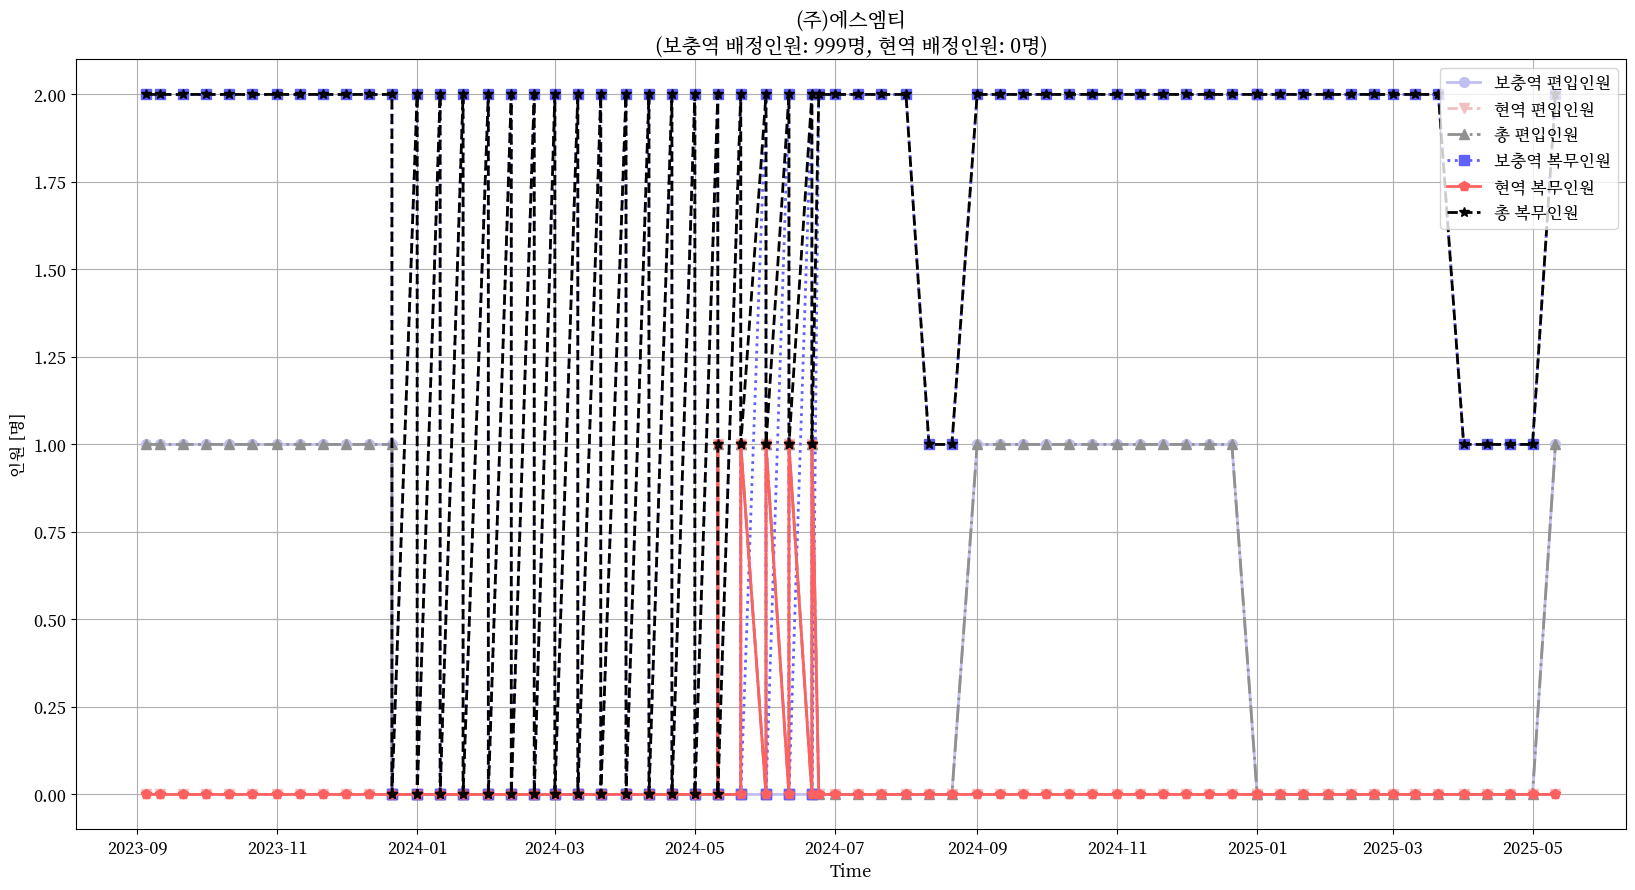 (주)에스엠티
(보충역 배정인원: 999명, 현역 배정인원: 0명)
인원 [명]
2.00
1.75
1.50
1.25
1.00
0.75
0.50
0.25
0.00
보충역 편입인원
현역 편입인원
총 편입인원
보충역 복무인원
현역 복무인원
총 복무인원
2023-09
2023-11
2024-01
2024-03
2024-05
2024-07
2024-09
2024-11
2025-01
2025-03
2025-05
Time